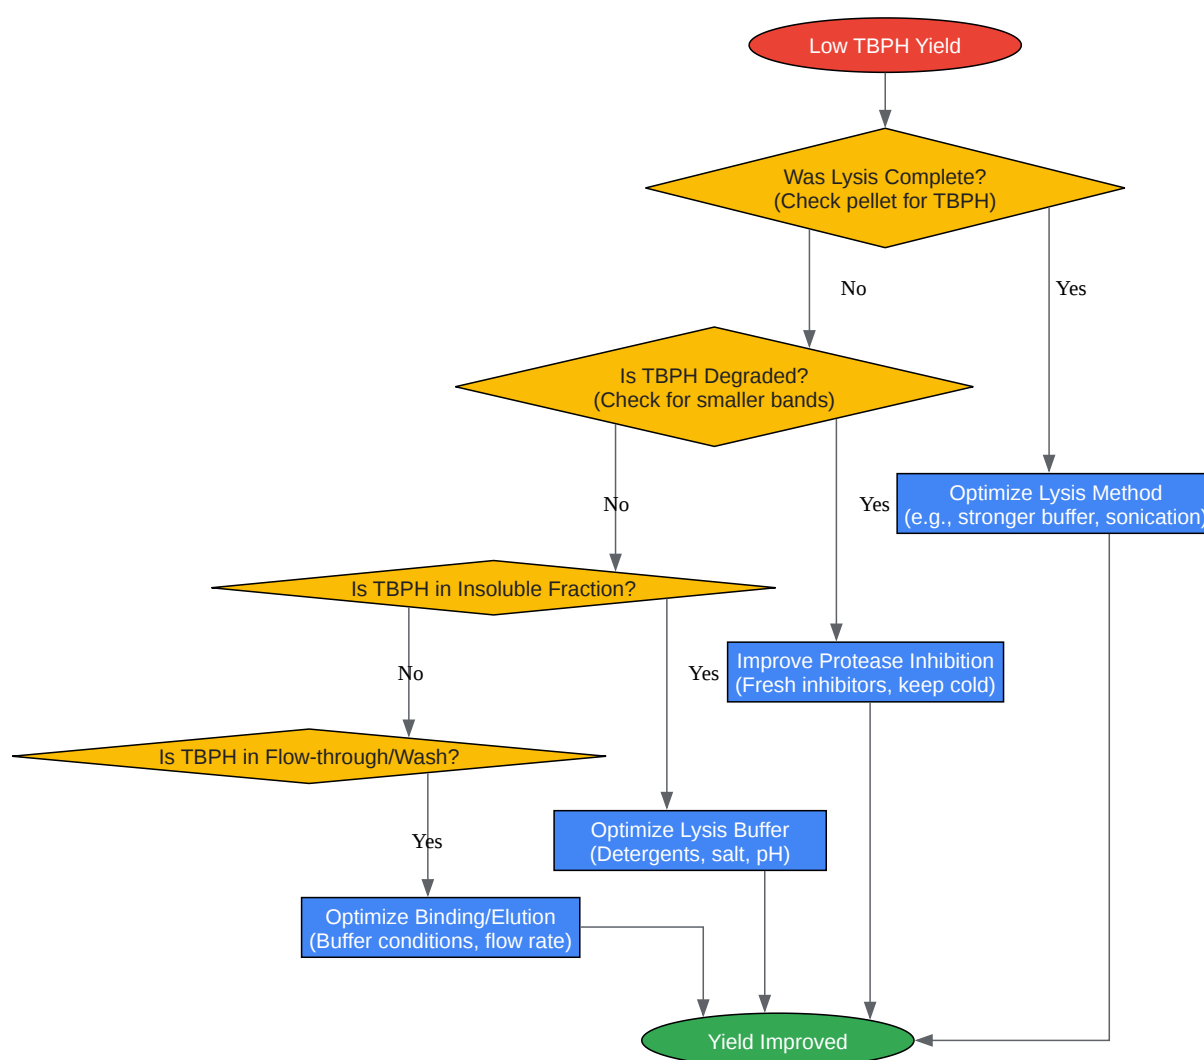 Low TBPH Yield
Was Lysis Complete?
(Check pellet for TBPH)
No
Yes
Is TBPH Degraded?
(Check for smaller bands)
No
Yes
Optimize Lysis Method
(e.g., stronger buffer, sonication)
Is TBPH in Insoluble Fraction?
No
Yes
Improve Protease Inhibition
(Fresh inhibitors, keep cold)
Is TBPH in Flow-through/Wash?
Yes
Optimize Lysis Buffer
(Detergents, salt, pH)
Optimize Binding/Elution
(Buffer conditions, flow rate)
Yield Improved